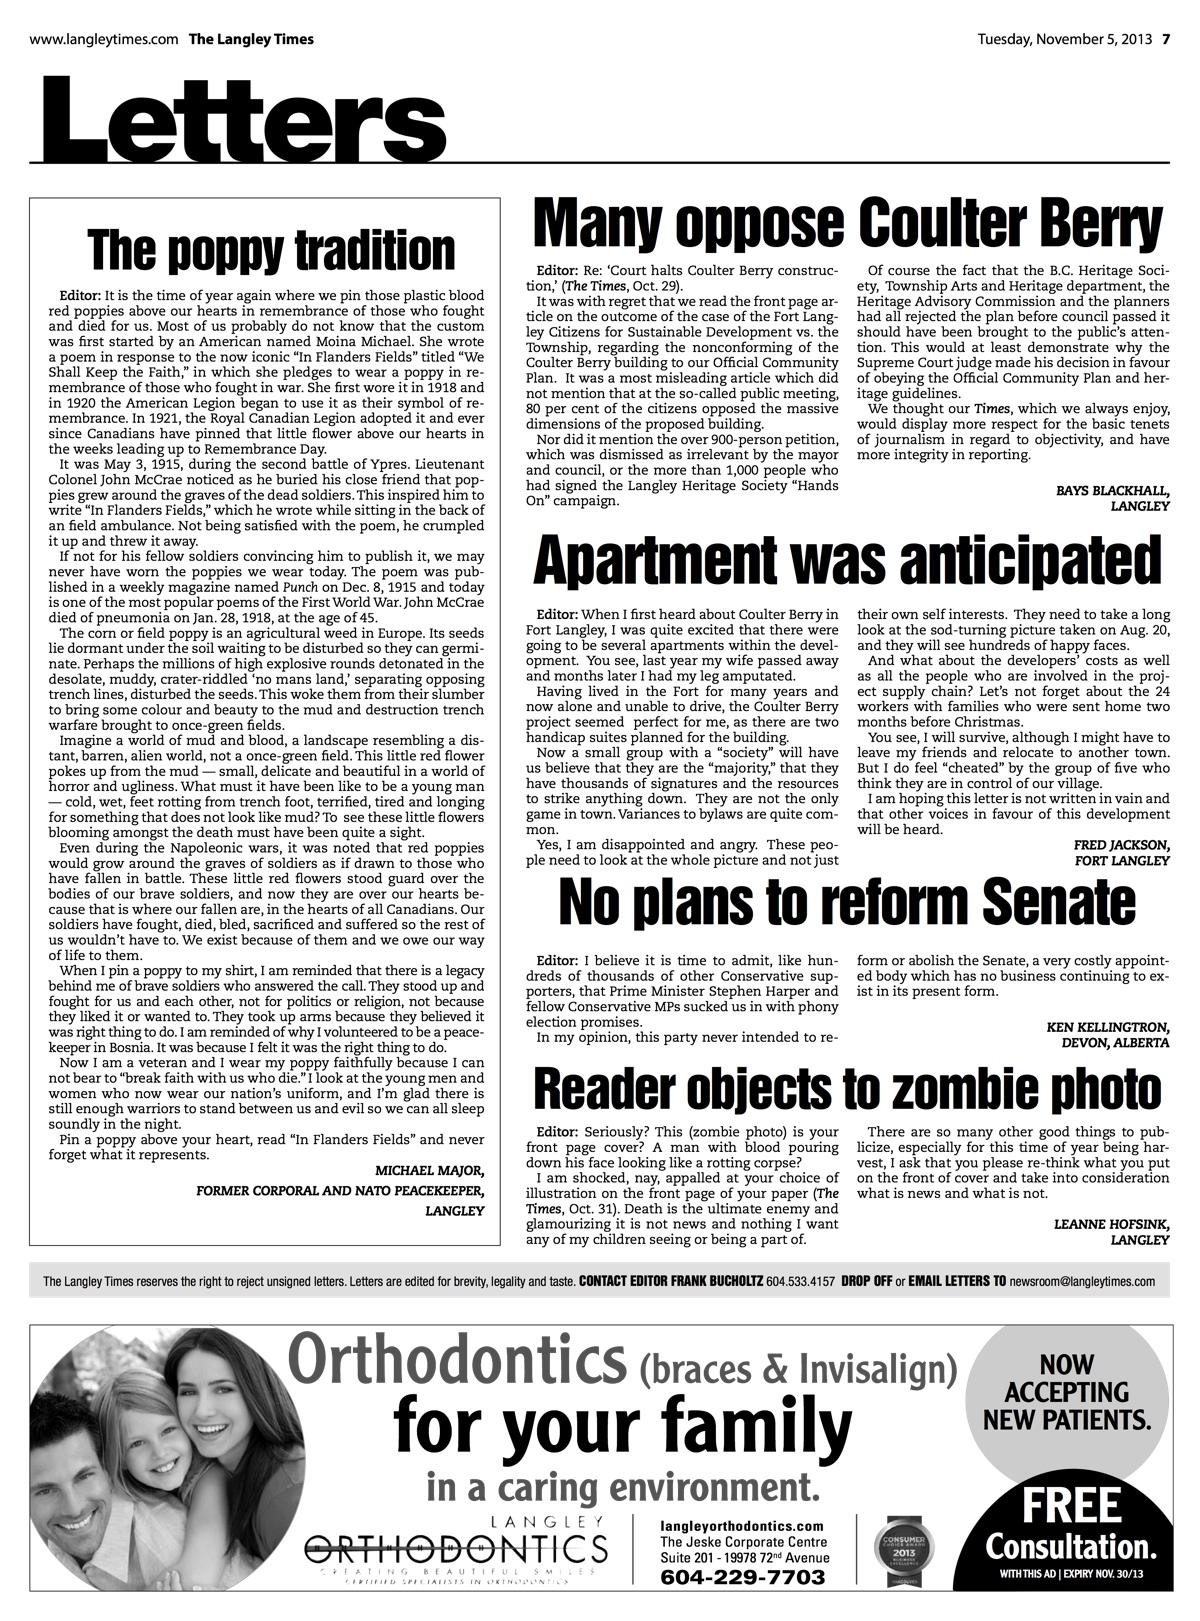 www.langleytimes.com The Langley Times
Tuesday, November 5, 2013 7
Letters
The poppy tradition
Editor: It is the time of year again where we pin those plastic blood
red poppies above our hearts in remembrance of those who fought
and died for us. Most of us probably do not know that the custom
was first started by an American named Moina Michael. She wrote
a poem in response to the now iconic “In Flanders Fields” titled “We
Shall Keep the Faith,” in which she pledges to wear a poppy in re-
membrance of those who fought in war. She first wore it in 1918 and
in 1920 the American Legion began to use it as their symbol of re-
membrance. In 1921, the Royal Canadian Legion adopted it and ever
since Canadians have pinned that little flower above our hearts in
the weeks leading up to Remembrance Day.
It was May 3, 1915, during the second battle of Ypres. Lieutenant
Colonel John McCrae noticed as he buried his close friend that pop-
pies grew around the graves of the dead soldiers. This inspired him to
write “In Flanders Fields,” which he wrote while sitting in the back of
an field ambulance. Not being satisfied with the poem, he crumpled
it up and threw it away.
If not for his fellow soldiers convincing him to publish it, we may
never have worn the poppies we wear today. The poem was pub-
lished in a weekly magazine named Punch on Dec. 8, 1915 and today
is one of the most popular poems of the First World War. John McCrae
died of pneumonia on Jan. 28, 1918, at the age of 45.
The corn or field poppy is an agricultural weed in Europe. Its seeds
lie dormant under the soil waiting to be disturbed so they can germi-
nate. Perhaps the millions of high explosive rounds detonated in the
desolate, muddy, crater-riddled ‘no mans land,’ separating opposing
trench lines, disturbed the seeds. This woke them from their slumber
to bring some colour and beauty to the mud and destruction trench
warfare brought to once-green fields.
Imagine a world of mud and blood, a landscape resembling a dis-
tant, barren, alien world, not a once-green field. This little red flower
pokes up from the mud — small, delicate and beautiful in a world of
horror and ugliness. What must it have been like to be a young man
— cold, wet, feet rotting from trench foot, terrified, tired and longing
for something that does not look like mud? To see these little flowers
blooming amongst the death must have been quite a sight.
Even during the Napoleonic wars, it was noted that red poppies
would grow around the graves of soldiers as if drawn to those who
have fallen in battle. These little red flowers stood guard over the
bodies of our brave soldiers, and now they are over our hearts be-
cause that is where our fallen are, in the hearts of all Canadians. Our
soldiers have fought, died, bled, sacrificed and suffered so the rest of
us wouldn’t have to. We exist because of them and we owe our way
of life to them.
When I pin a poppy to my shirt, I am reminded that there is a legacy
behind me of brave soldiers who answered the call. They stood up and
fought for us and each other, not for politics or religion, not because
they liked it or wanted to. They took up arms because they believed it
was right thing to do. I am reminded of why I volunteered to be a peace-
keeper in Bosnia. It was because I felt it was the right thing to do.
Now I am a veteran and I wear my poppy faithfully because I can
not bear to “break faith with us who die.” I look at the young men and
women who now wear our nation’s uniform, and I’m glad there is
still enough warriors to stand between us and evil so we can all sleep
soundly in the night.
Pin a poppy above your heart, read “In Flanders Fields” and never
forget what it represents.
MICHAEL MAJOR,
FORMER CORPORAL AND NATO PEACEKEEPER,
LANGLEY
Many oppose Coulter Berry
Editor: Re: ‘Court halts Coulter Berry construc-
tion,’ (The Times, Oct. 29).
It was with regret that we read the front page ar-
ticle on the outcome of the case of the Fort Lang-
ley Citizens for Sustainable Development vs. the
Township, regarding the nonconforming of the
Coulter Berry building to our Official Community
Plan. It was a most misleading article which did
not mention that at the so-called public meeting,
80 per cent of the citizens opposed the massive
dimensions of the proposed building.
Nor did it mention the over 900-person petition,
which was dismissed as irrelevant by the mayor
and council, or the more than 1,000 people who
had signed the Langley Heritage Society “Hands
On” campaign.
Of course the fact that the B.C. Heritage Soci-
ety, Township Arts and Heritage department, the
Heritage Advisory Commission and the planners
had all rejected the plan before council passed it
should have been brought to the public’s atten-
tion. This would at least demonstrate why the
Supreme Court judge made his decision in favour
of obeying the Official Community Plan and her-
itage guidelines.
We thought our Times, which we always enjoy,
would display more respect for the basic tenets
of journalism in regard to objectivity, and have
more integrity in reporting.
BAYS BLACKHALL,
LANGLEY
Apartment was anticipated
Editor: When I first heard about Coulter Berry in
Fort Langley, I was quite excited that there were
going to be several apartments within the devel-
opment. You see, last year my wife passed away
and months later I had my leg amputated.
Having lived in the Fort for many years and
now alone and unable to drive, the Coulter Berry
project seemed perfect for me, as there are two
handicap suites planned for the building.
Now a small group with a “society” will have
us believe that they are the “majority,” that they
have thousands of signatures and the resources
to strike anything down. They are not the only
game in town. Variances to bylaws are quite com-
mon.
Yes, I am disappointed and angry. These peo-
ple need to look at the whole picture and not just
their own self interests. They need to take a long
look at the sod-turning picture taken on Aug. 20,
and they will see hundreds of happy faces.
And what about the developers’ costs as well
as all the people who are involved in the proj-
ect supply chain? Let’s not forget about the 24
workers with families who were sent home two
months before Christmas.
You see, I will survive, although I might have to
leave my friends and relocate to another town.
But I do feel “cheated” by the group of five who
think they are in control of our village.
I am hoping this letter is not written in vain and
that other voices in favour of this development
will be heard.
FRED JACKSON,
FORT LANGLEY
No plans to reform Senate
Editor: I believe it is time to admit, like hun-
dreds of thousands of other Conservative sup-
porters, that Prime Minister Stephen Harper and
fellow Conservative MPs sucked us in with phony
election promises.
In my opinion, this party never intended to re-
form or abolish the Senate, a very costly appoint-
ed body which has no business continuing to ex-
ist in its present form.
KEN KELLINGTRON,
DEVON, ALBERTA
Reader objects to zombie photo
Editor: Seriously? This (zombie photo) is your
front page cover? A man with blood pouring
down his face looking like a rotting corpse?
I am shocked, nay, appalled at your choice of
illustration on the front page of your paper (The
Times, Oct. 31). Death is the ultimate enemy and
glamourizing it is not news and nothing I want
any of my children seeing or being a part of.
There are so many other good things to pub-
licize, especially for this time of year being har-
vest, I ask that you please re-think what you put
on the front of cover and take into consideration
what is news and what is not.
LEANNE HOFSINK,
LANGLEY
The Langley Times reserves the right to reject unsigned letters. Letters are edited for brevity, legality and taste. CONTACT EDITOR FRANK BUCHOLTZ 604.533.4157 DROP OFF or EMAIL LETTERS TO newsroom@langleytimes.com
Orthodontics (braces & Invisalign)
for your family
in a caring environment.
LANGLEY
ORTHODONTICS
CREATING BEAUTIFUL SMILES
CERTIFIED SPECIALISTS IN ORTHODONTICS
langleyorthodontics.com
The Jeske Corporate Centre
Suite 201 - 19978 72nd Avenue
604-229-7703
CONSUMER
CHOICE AWARD
2013
BUSINESS
EXCELLENCE
NOW
ACCEPTING
NEW PATIENTS.
FREE
Consultation.
WITH THIS AD | EXPIRY NOV. 30/13